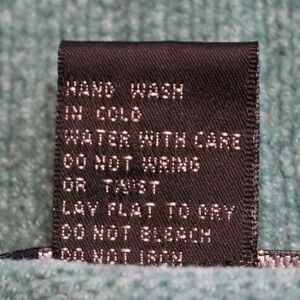 HAND WASH
IN COLD
WATER WITH CARE
DO NOT WRING
OR TWIST
LAY FLAT TO DRY
DO NOT BLEACH
DO NOT IRON